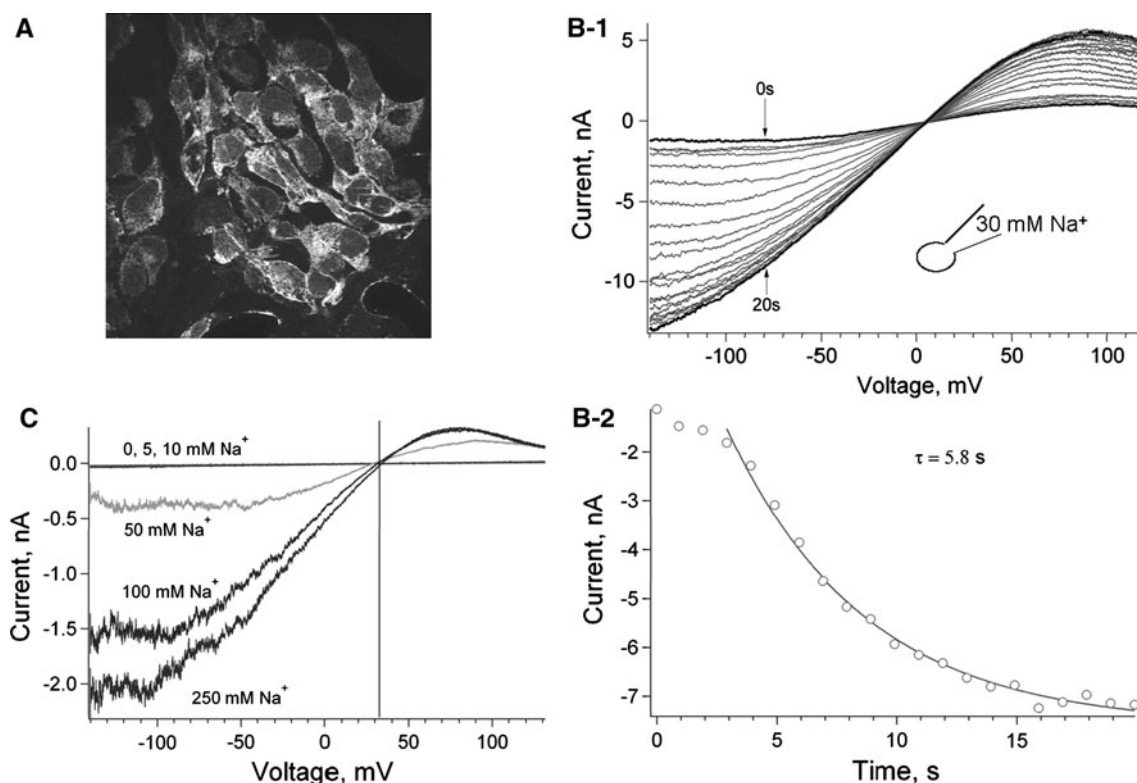 A
B-1
5
0
-5
-10
Current, nA
0s
20s
30 mM Na⁺
-100
-50
0
50
100
Voltage, mV
C
0, 5, 10 mM Na⁺
50 mM Na⁺
100 mM Na⁺
250 mM Na⁺
0.0
-0.5
-1.0
-1.5
-2.0
Current, nA
-100
-50
0
50
100
Voltage, mV
B-2
τ = 5.8 s
-2
-3
-4
-5
-6
-7
Current, nA
0
5
10
15
Time, s